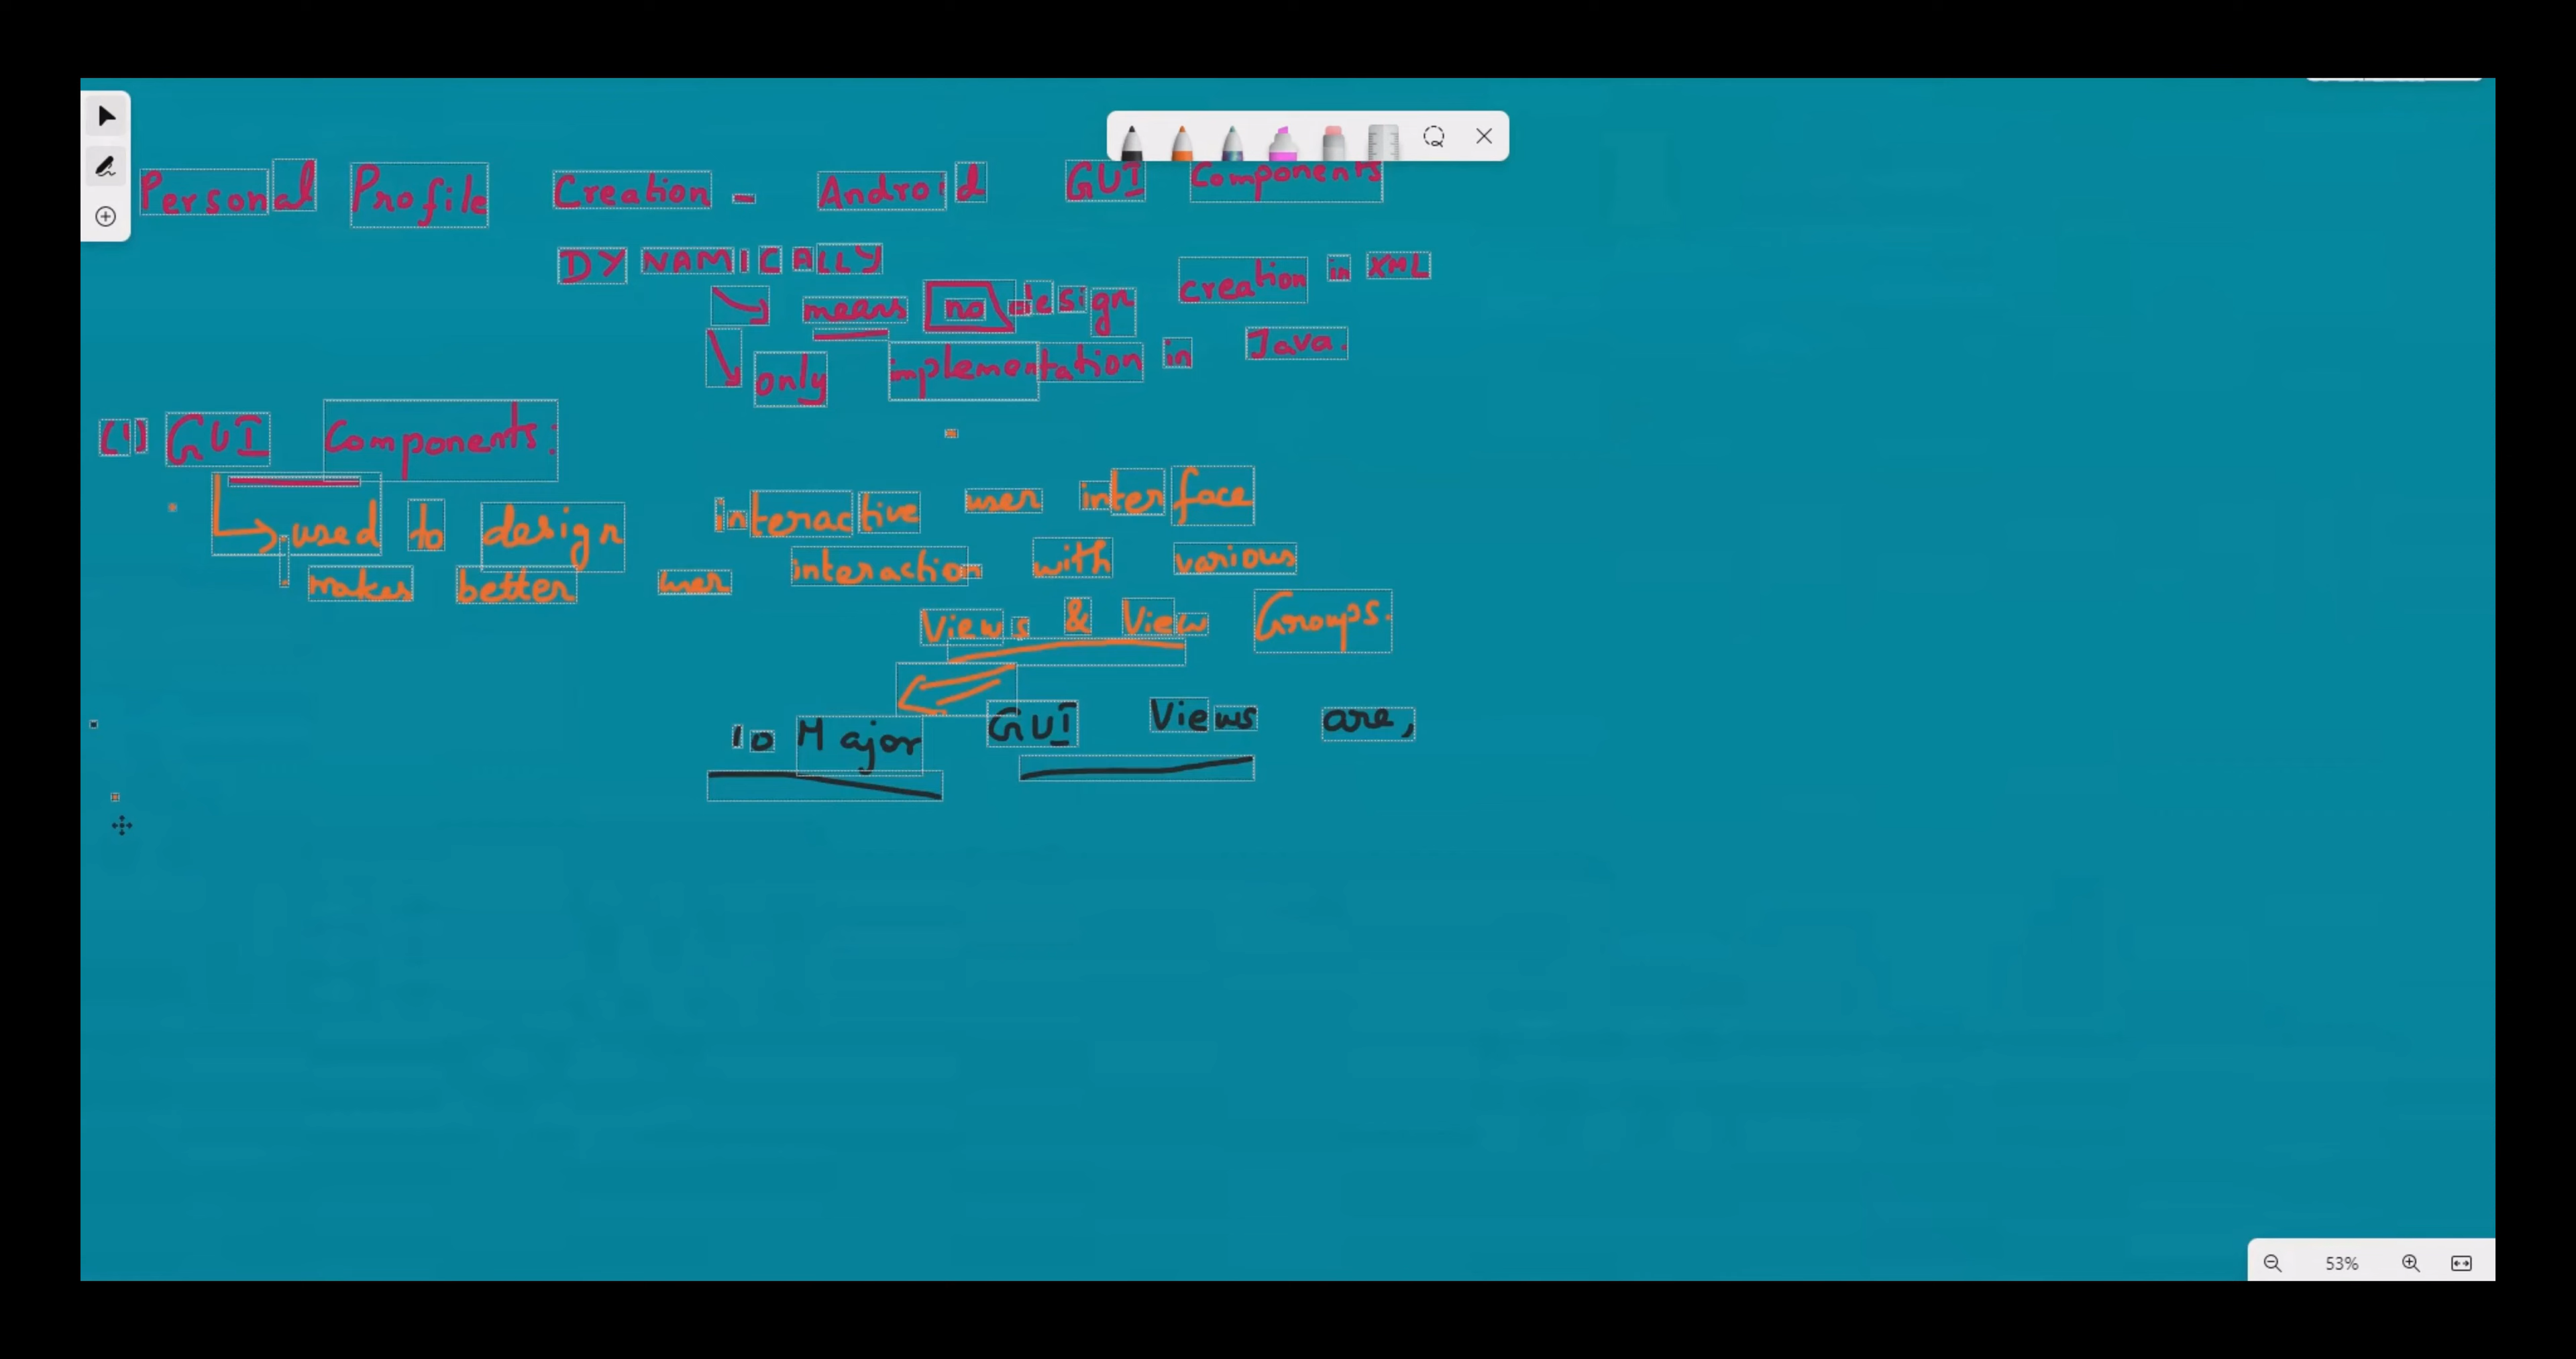 Personal Profile Creation - Android GUI Components
DYNAMICALLY
means no design creation in XML
only implementation in Java.
(1) GUI Components:
used to design interactive user interface
makes better user interaction with various
Views & View Groups.
10 Major GUI Views are,
53%